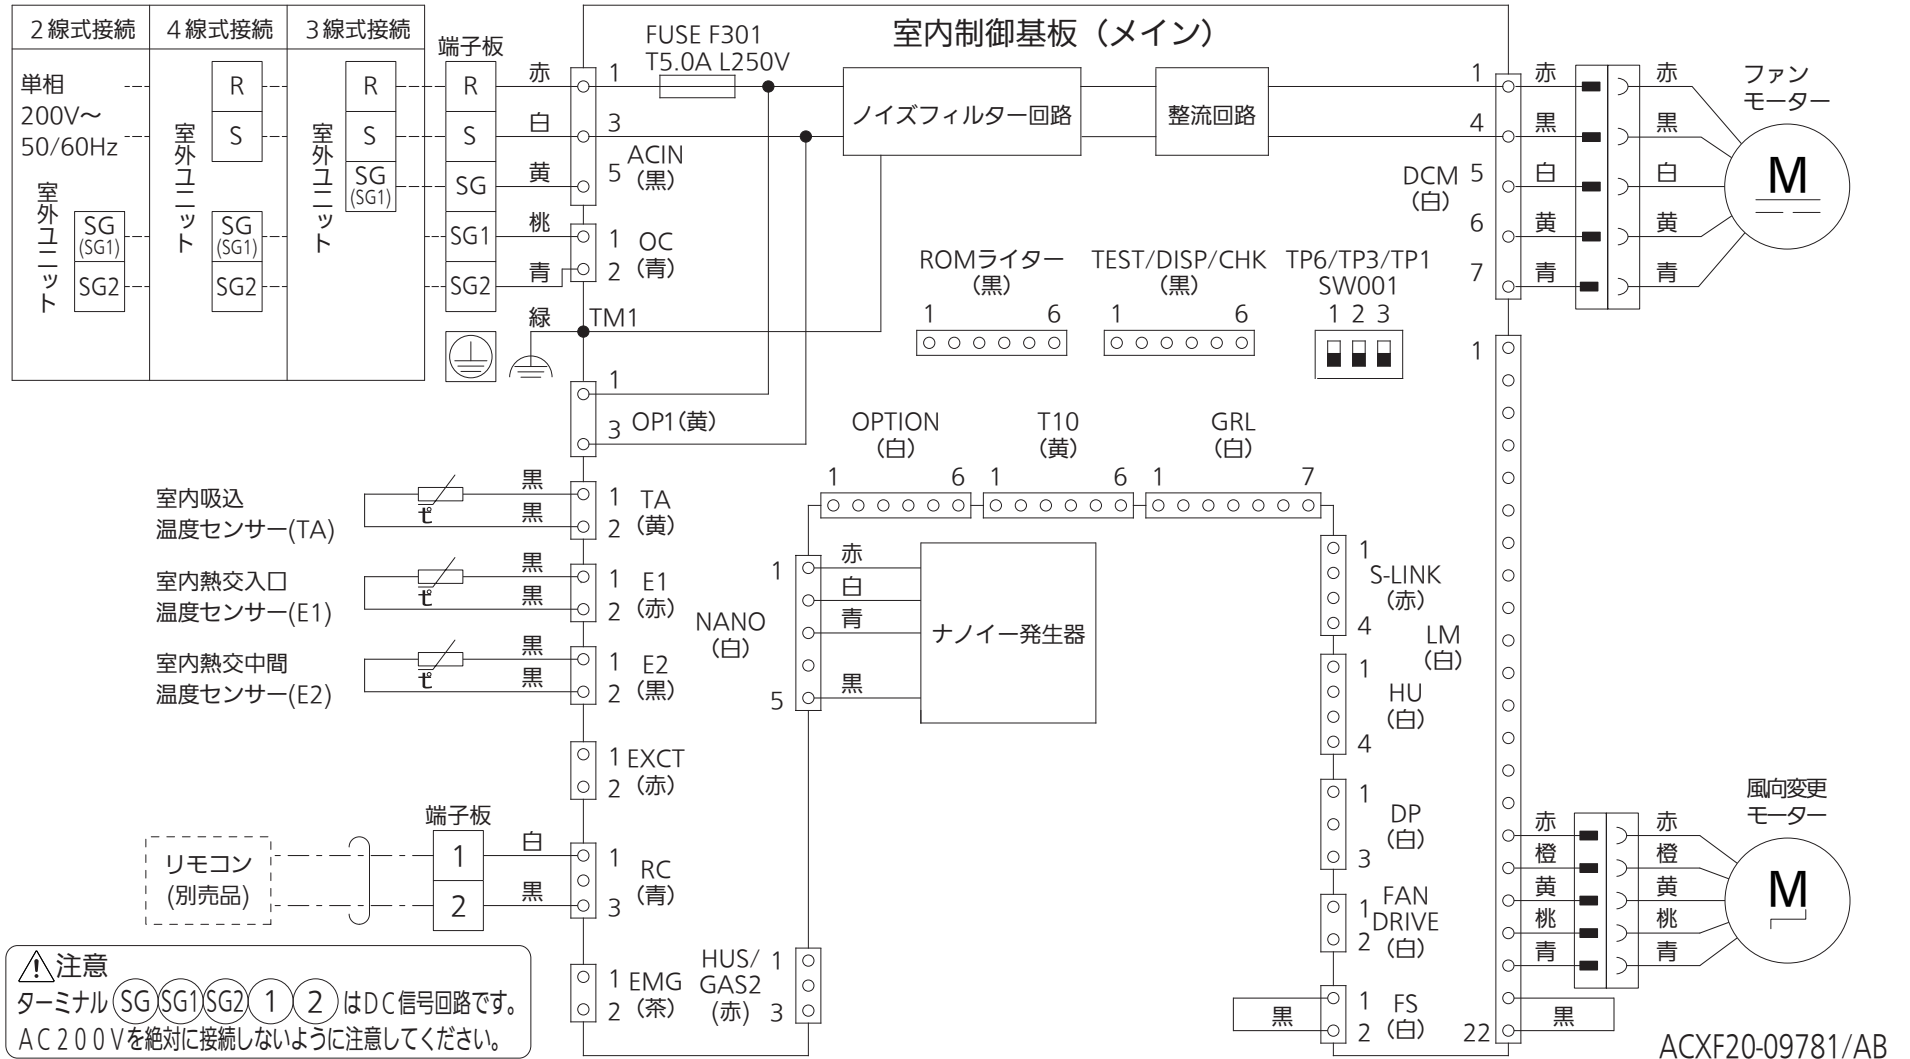 ２線式接続
４線式接続
３線式接続
端子板
単相
200V～
50/60Hz
室外ユニット
SG
(SG1)
SG2
室外ユニット
R
S
SG
(SG1)
SG2
室外ユニット
R
S
SG
(SG1)
R
S
SG
SG1
SG2
赤
白
黄
桃
青
緑
室内制御基板（メイン）
FUSE F301
T5.0A L250V
1
3
5
ACIN
（黒）
1
2
OC
（青）
TM1
1
3
OP1（黄）
ノイズフィルター回路
整流回路
1
4
5
6
7
DCM
（白）
赤
黒
白
黄
青
赤
黒
白
黄
青
ファン
モーター
M
ROMライター
（黒）
1 6
TEST/DISP/CHK
（黒）
1 6
TP6/TP3/TP1
SW001
1 2 3
OPTION
（白）
1 6
T10
（黄）
1 6
GRL
（白）
1 7
室内吸込
温度センサー(TA)
t°
黒
黒
1
2
TA
（黄）
室内熱交入口
温度センサー(E1)
t°
黒
黒
1
2
E1
（赤）
室内熱交中間
温度センサー(E2)
t°
黒
黒
1
2
E2
（黒）
1
2
EXCT
（赤）
NANO
（白）
1
5
赤
白
青
黒
ナノイー発生器
1
4
S-LINK
（赤）
1
4
HU
（白）
1
3
DP
（白）
1
2
FAN
DRIVE
（白）
1
2
FS
（白）
黒
LM
（白）
1
22
黒
赤
橙
黄
桃
青
赤
橙
黄
桃
青
風向変更
モーター
M
リモコン
(別売品)
端子板
1
2
白
黒
1
3
RC
（青）
1
2
EMG
（茶）
HUS/
GAS2
（赤）
1
3
⚠注意
ターミナル SG SG1 SG2 1 2 はＤＣ信号回路です。
ＡＣ２００Ｖを絶対に接続しないように注意してください。
ACXF20-09781/AB